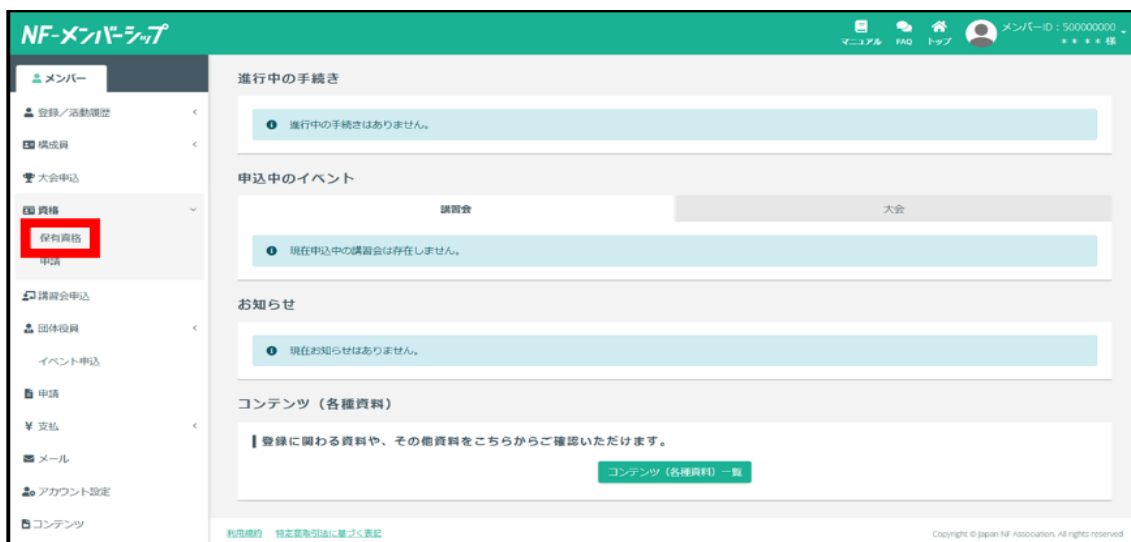 NF-メンバーシップ
マニュアル FAQ トップ
メンバーID : 500000000
＊＊＊＊様
メンバー
登録／活動履歴
構成員
大会申込
資格
保有資格
申請
講習会申込
団体役員
イベント申込
申請
¥ 支払
メール
アカウント設定
コンテンツ
進行中の手続き
進行中の手続きはありません。
申込中のイベント
講習会 大会
現在申込中の講習会は存在しません。
お知らせ
現在お知らせはありません。
コンテンツ（各種資料）
登録に関わる資料や、その他資料をこちらからご確認いただけます。
コンテンツ（各種資料）一覧
利用規約 特定商取引法に基づく表記
Copyright © Japan NF Association. All rights reserved